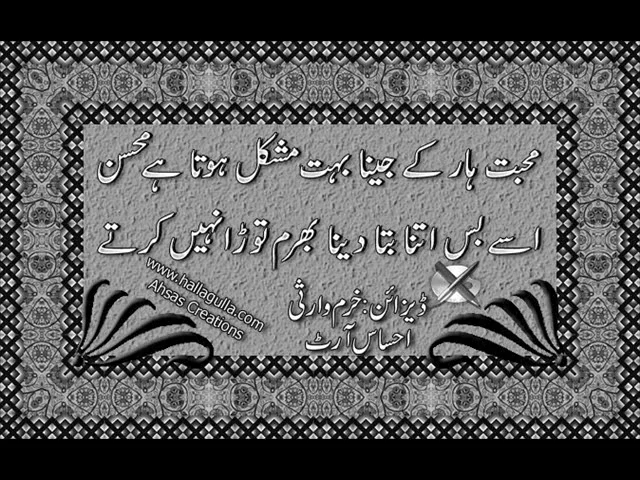 محبت ہار کے جینا بہت مشکل ہوتا ہے محسن
اسے بس اتنا بتا دینا بھرم توڑا نہیں کرتے
www.hallagulla.com
Ahsas Creations
ڈیزائن: خرم وارثی
احساس آرٹ